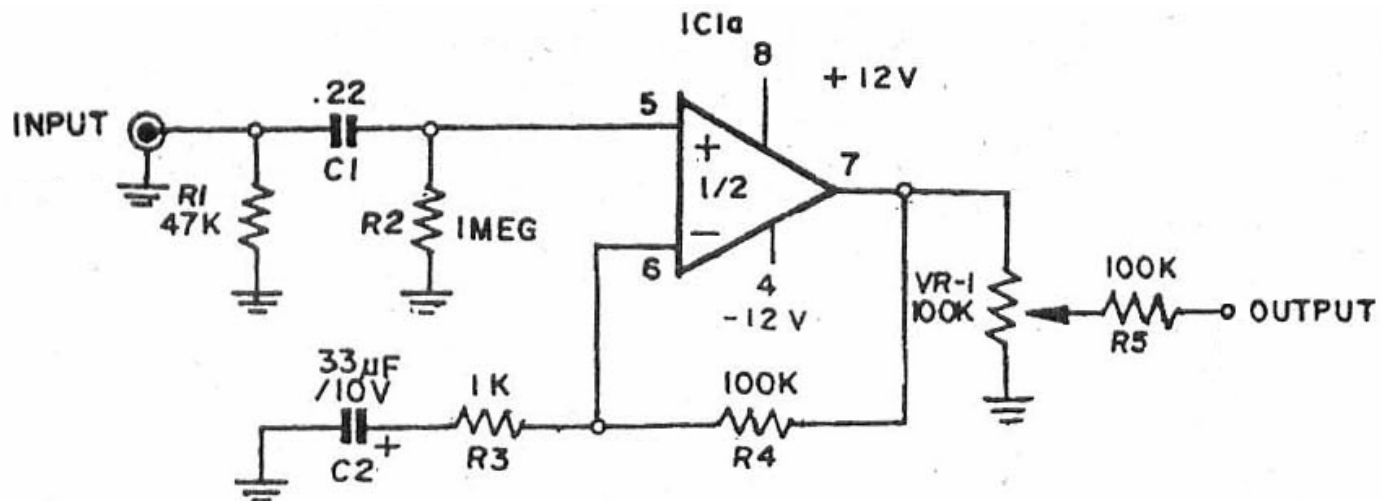 IC1a
8
+12V
.22
5
INPUT
C1
+
7
R1
47K
R2
1MEG
1/2
-
6
4
-12V
VR-1
100K
100K
OUTPUT
R5
33µF
/10V
1K
100K
+
C2
R3
R4